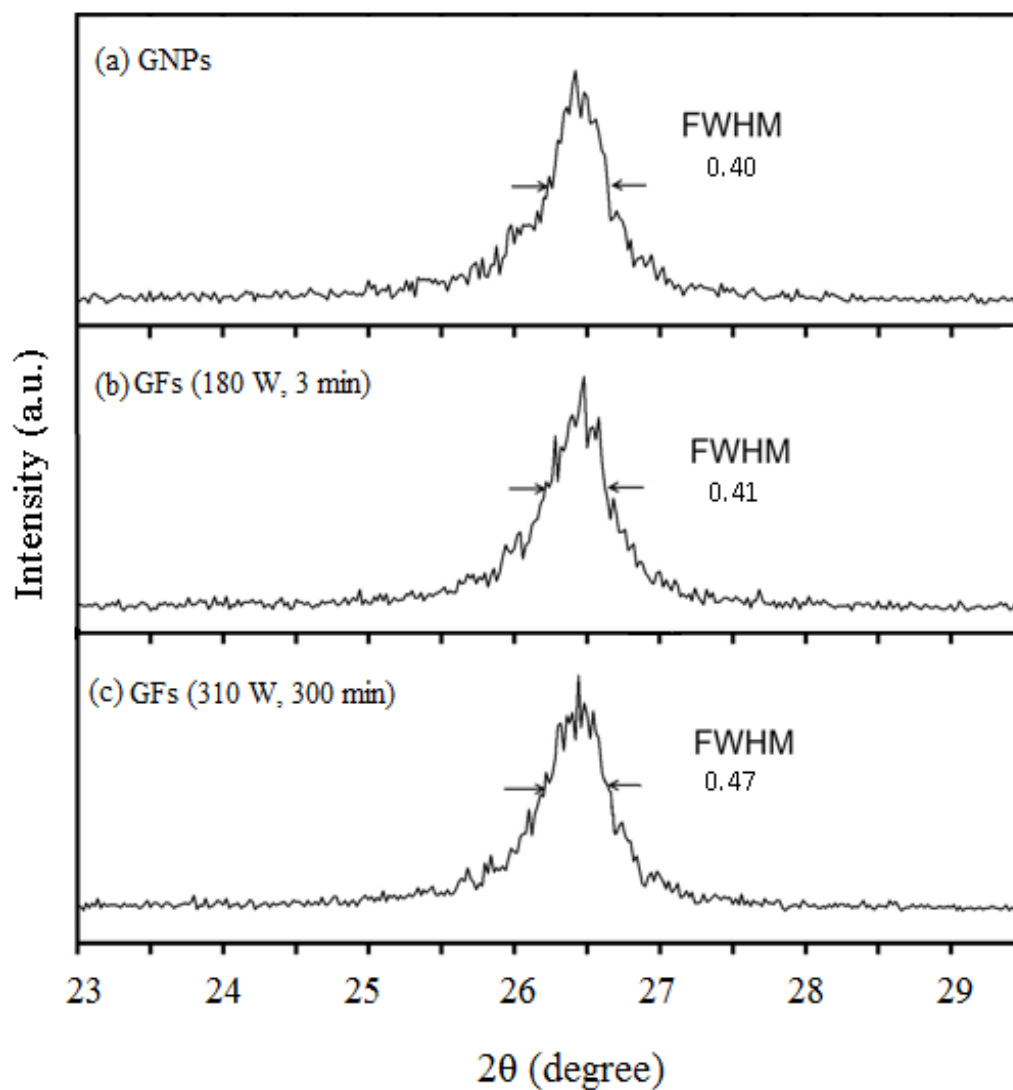 (a) GNPs
FWHM
0.40
(b) GFs (180 W, 3 min)
FWHM
0.41
(c) GFs (310 W, 300 min)
FWHM
0.47
Intensity (a.u.)
23 24 25 26 27 28 29
2θ (degree)